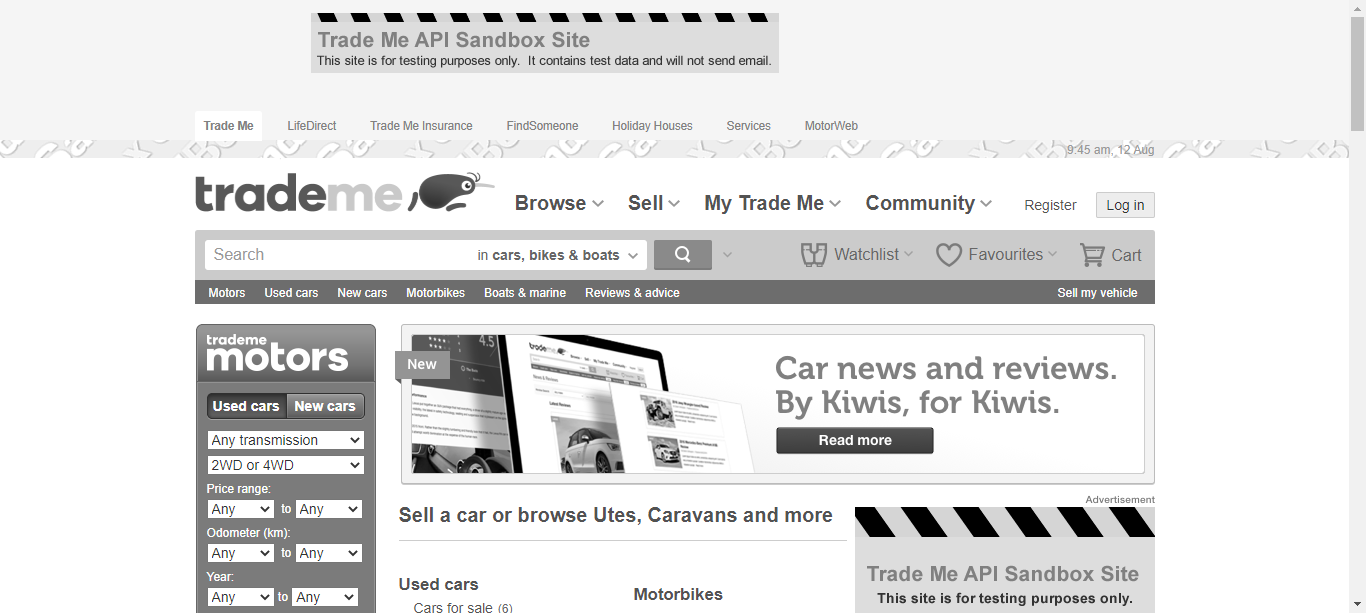 Trade Me API Sandbox Site
This site is for testing purposes only. It contains test data and will not send email.
Trade Me LifeDirect Trade Me Insurance FindSomeone Holiday Houses Services MotorWeb
9:45 am, 12 Aug
trademe
Browse Sell My Trade Me Community Register Log in
Search in cars, bikes & boats Watchlist Favourites Cart
Motors Used cars New cars Motorbikes Boats & marine Reviews & advice Sell my vehicle
trademe
motors
Used cars New cars
Any transmission
2WD or 4WD
Price range:
Any to Any
Odometer (km):
Any to Any
Year:
Any to Any
New
4.5
trademe
Car news and reviews.
By Kiwis, for Kiwis.
Read more
Sell a car or browse Utes, Caravans and more
Used cars
Cars for sale (6)
Motorbikes
Advertisement
Trade Me API Sandbox Site
This site is for testing purposes only.